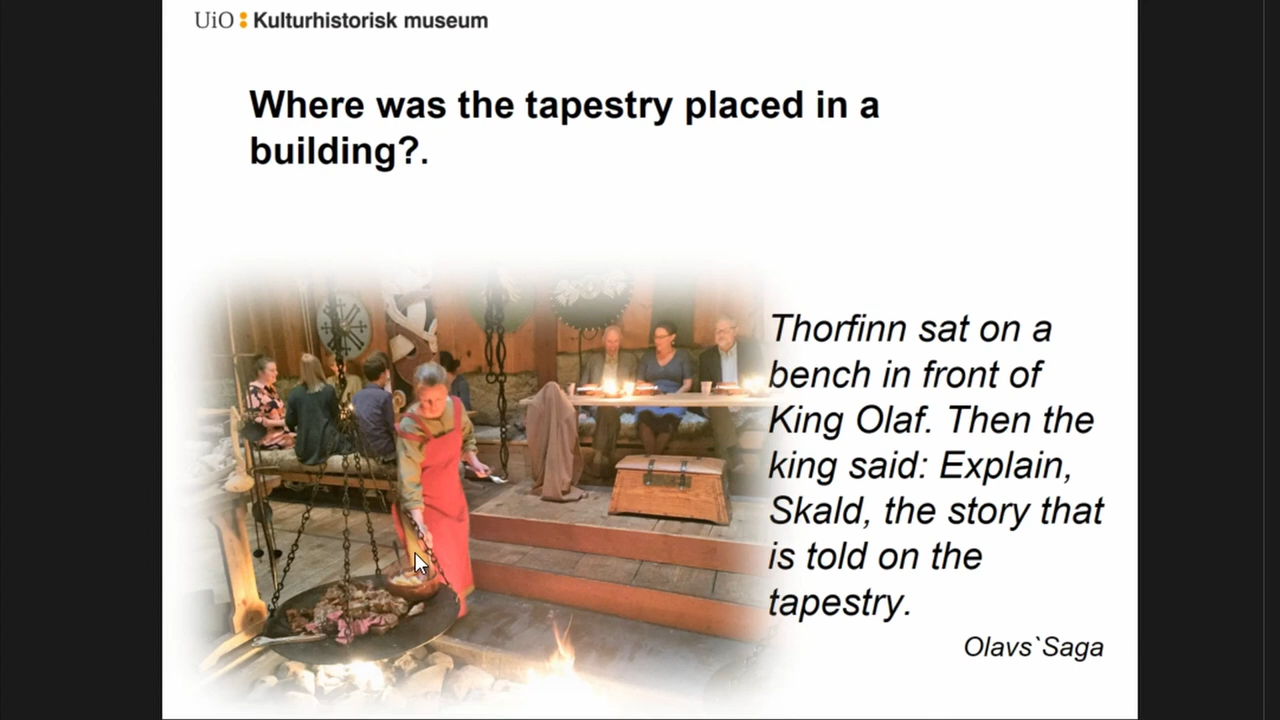 UiO : Kulturhistorisk museum
Where was the tapestry placed in a
building?.
Thorfinn sat on a
bench in front of
King Olaf. Then the
king said: Explain,
Skald, the story that
is told on the
tapestry.
Olavs`Saga